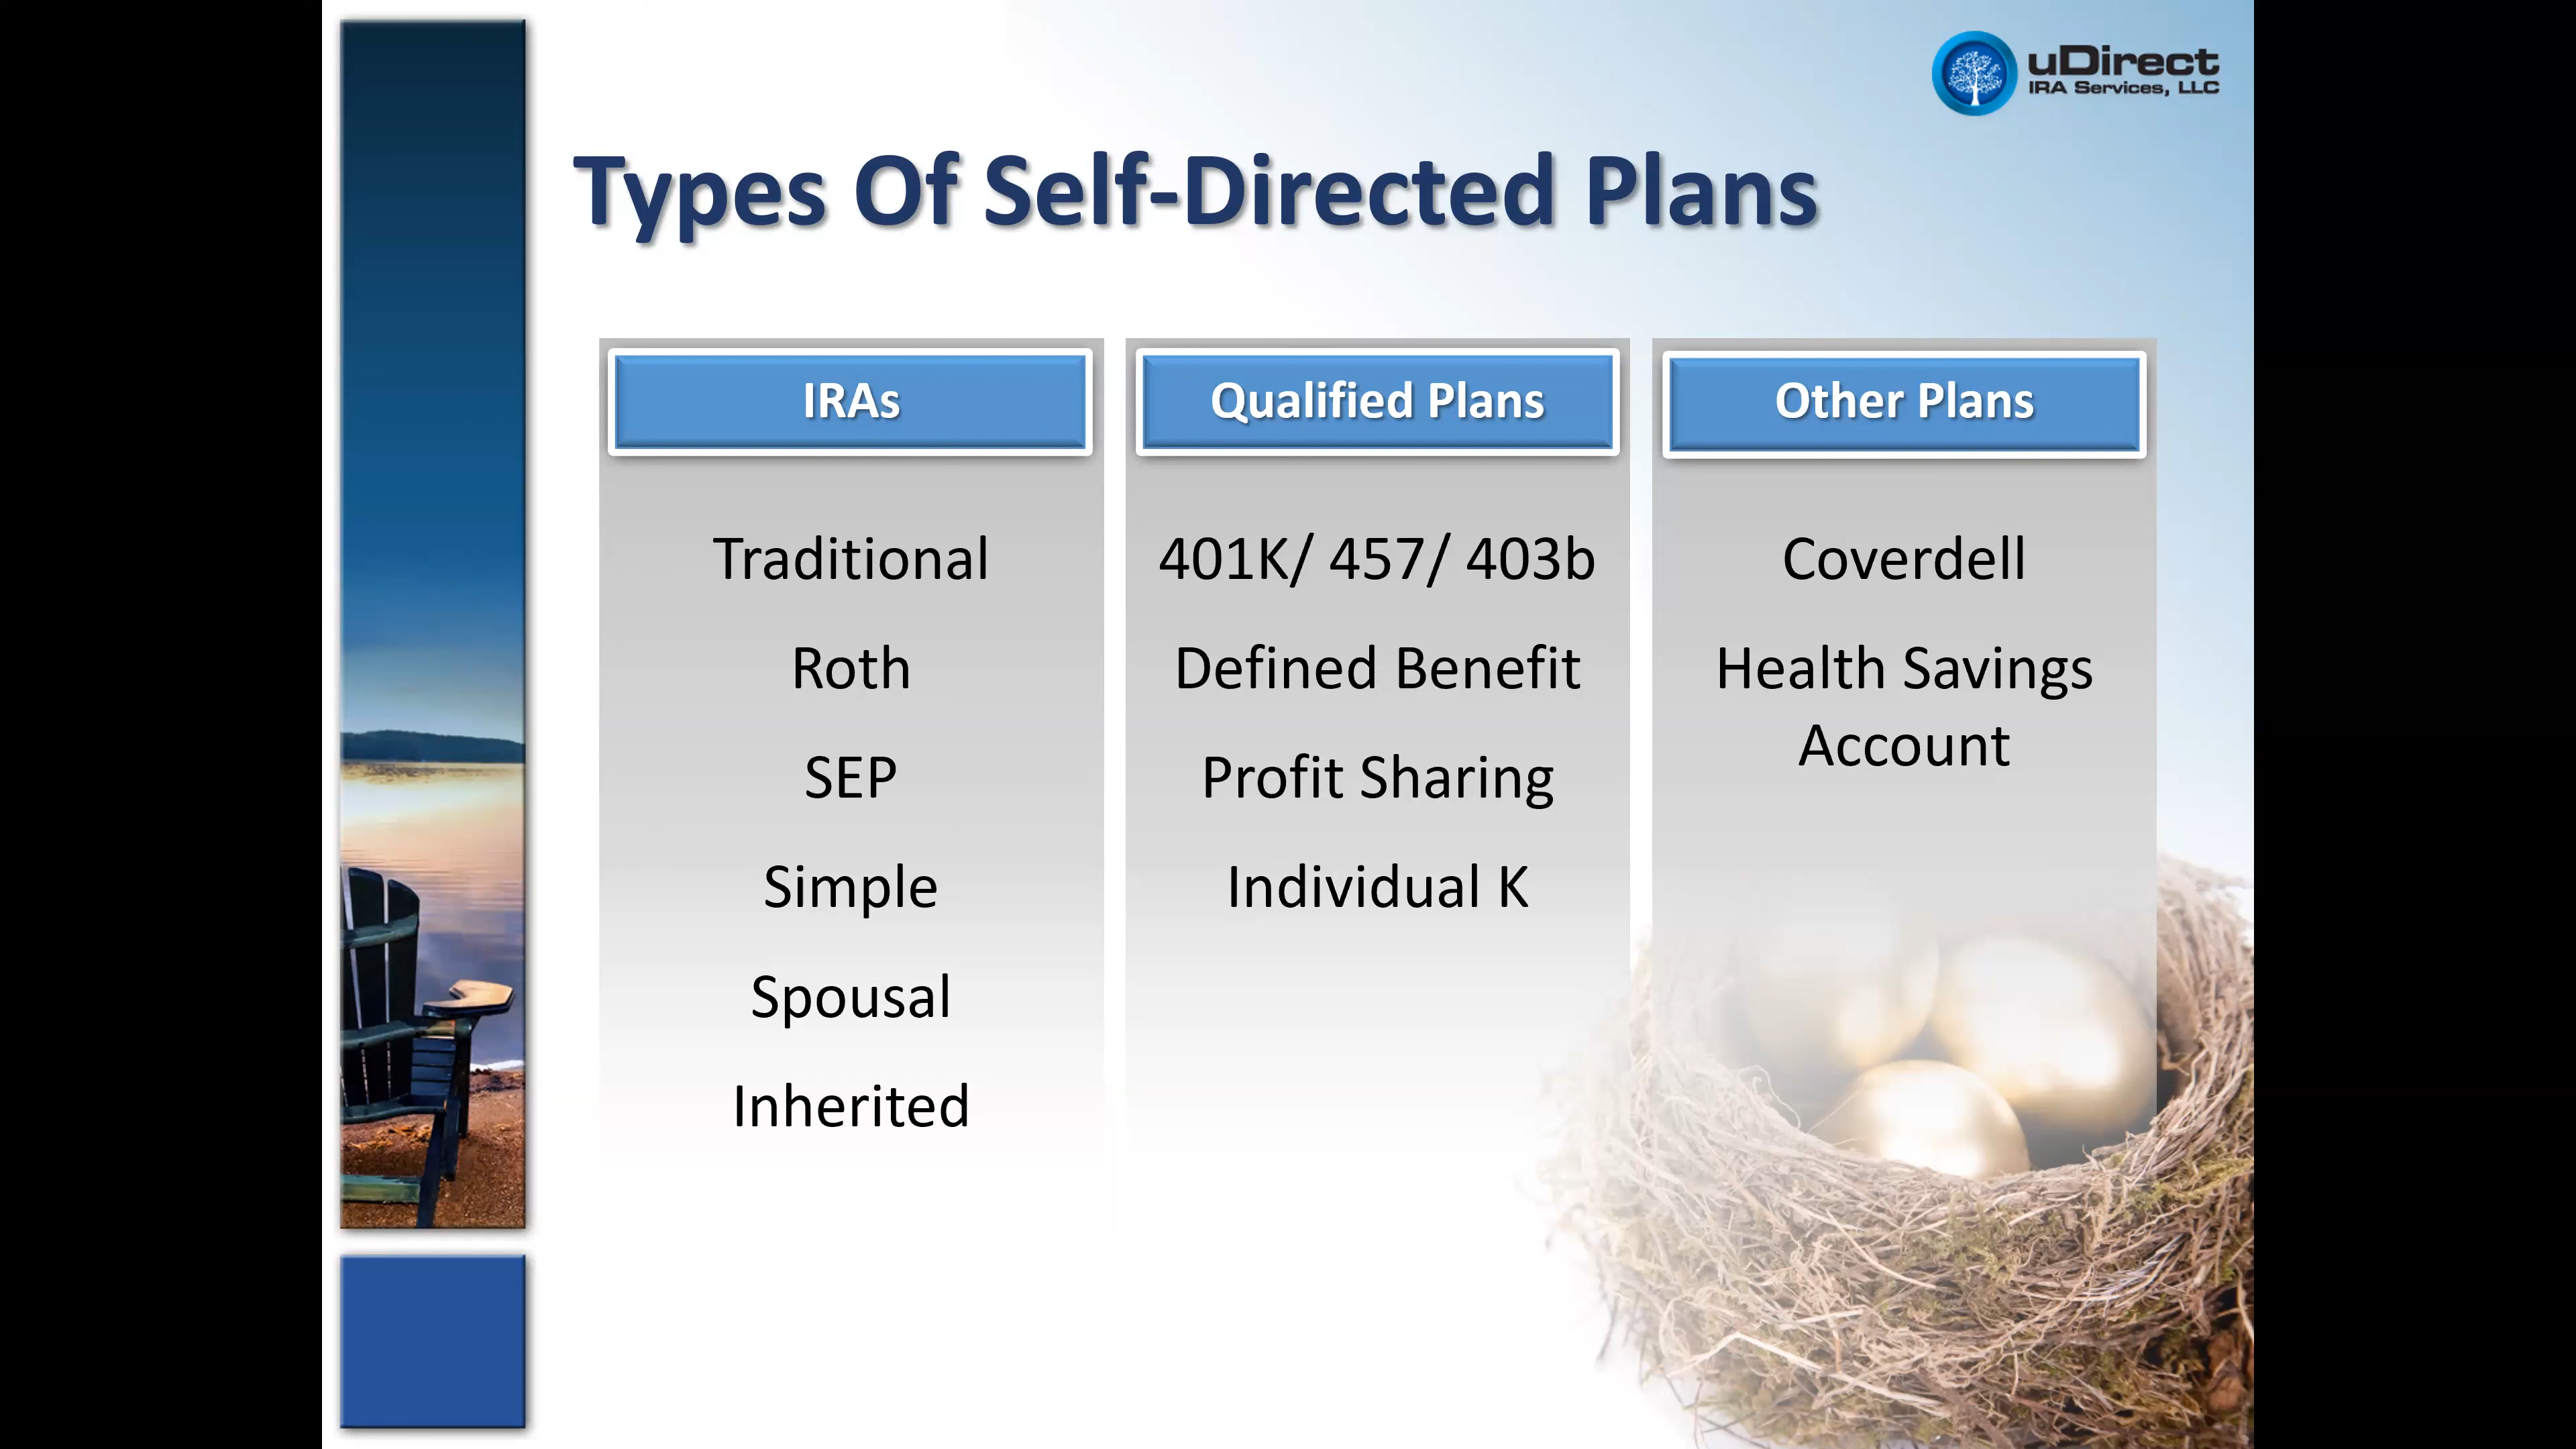 uDirect
IRA Services, LLC
Types Of Self-Directed Plans
IRAs
Traditional
Roth
SEP
Simple
Spousal
Inherited
Qualified Plans
401K/ 457/ 403b
Defined Benefit
Profit Sharing
Individual K
Other Plans
Coverdell
Health Savings
Account